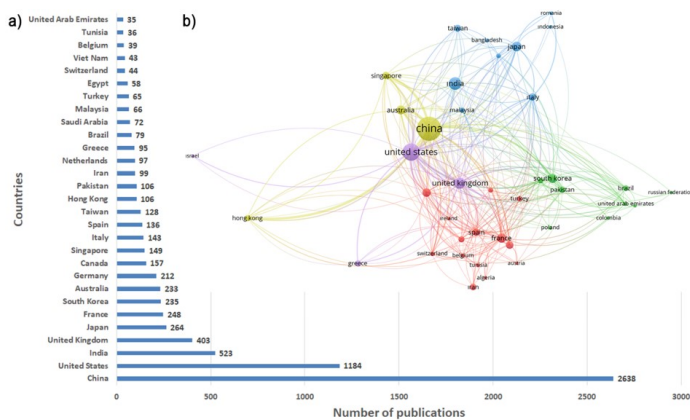 a)
United Arab Emirates 35
Tunisia 36
Belgium 39
Viet Nam 43
Switzerland 44
Egypt 58
Turkey 65
Malaysia 66
Saudi Arabia 72
Brazil 79
Greece 95
Netherlands 97
Iran 99
Pakistan 106
Hong Kong 106
Taiwan 128
Spain 136
Italy 143
Singapore 149
Canada 157
Germany 212
Australia 233
South Korea 235
France 248
Japan 264
United Kingdom 403
India 523
United States 1184
China 2638
Countries
0 500 1000 1500 2000 2500 3000
Number of publications
b)
romania
indonesia
taiwan
bangladesh
japan
singapore
india
italy
australia
malaysia
china
united states
israel
united kingdom
south korea
pakistan
brazil
russian federatio
turkey
united arab emirates
hong kong
ireland
colombia
spain
poland
france
switzerland
belgium
greece
tunisia
austria
algeria
iran